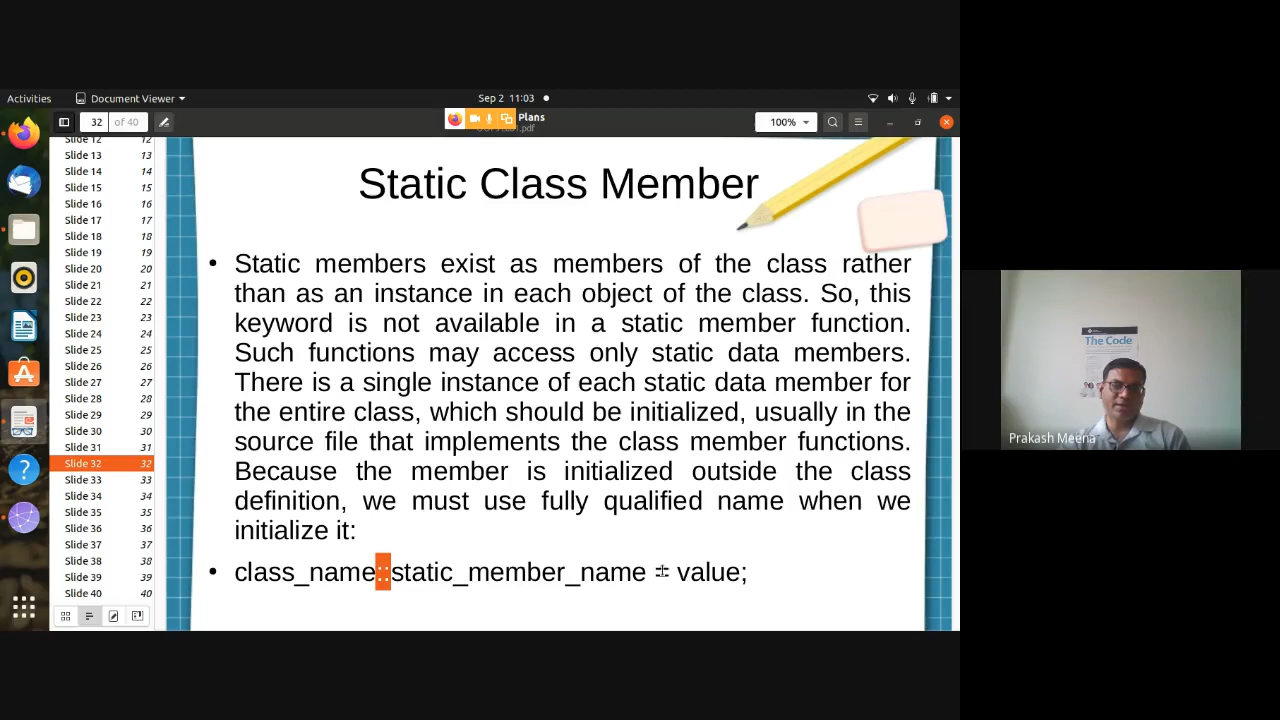 Activities
Document Viewer
Sep 2 11:03
32 of 40
Plans
.pdf
100%
Slide 12 12
Slide 13 13
Slide 14 14
Slide 15 15
Slide 16 16
Slide 17 17
Slide 18 18
Slide 19 19
Slide 20 20
Slide 21 21
Slide 22 22
Slide 23 23
Slide 24 24
Slide 25 25
Slide 26 26
Slide 27 27
Slide 28 28
Slide 29 29
Slide 30 30
Slide 31 31
Slide 32 32
Slide 33 33
Slide 34 34
Slide 35 35
Slide 36 36
Slide 37 37
Slide 38 38
Slide 39 39
Slide 40 40
Static Class Member
• Static members exist as members of the class rather
than as an instance in each object of the class. So, this
keyword is not available in a static member function.
Such functions may access only static data members.
There is a single instance of each static data member for
the entire class, which should be initialized, usually in the
source file that implements the class member functions.
Because the member is initialized outside the class
definition, we must use fully qualified name when we
initialize it:
• class_name::static_member_name = value;
The Code
Prakash Meena